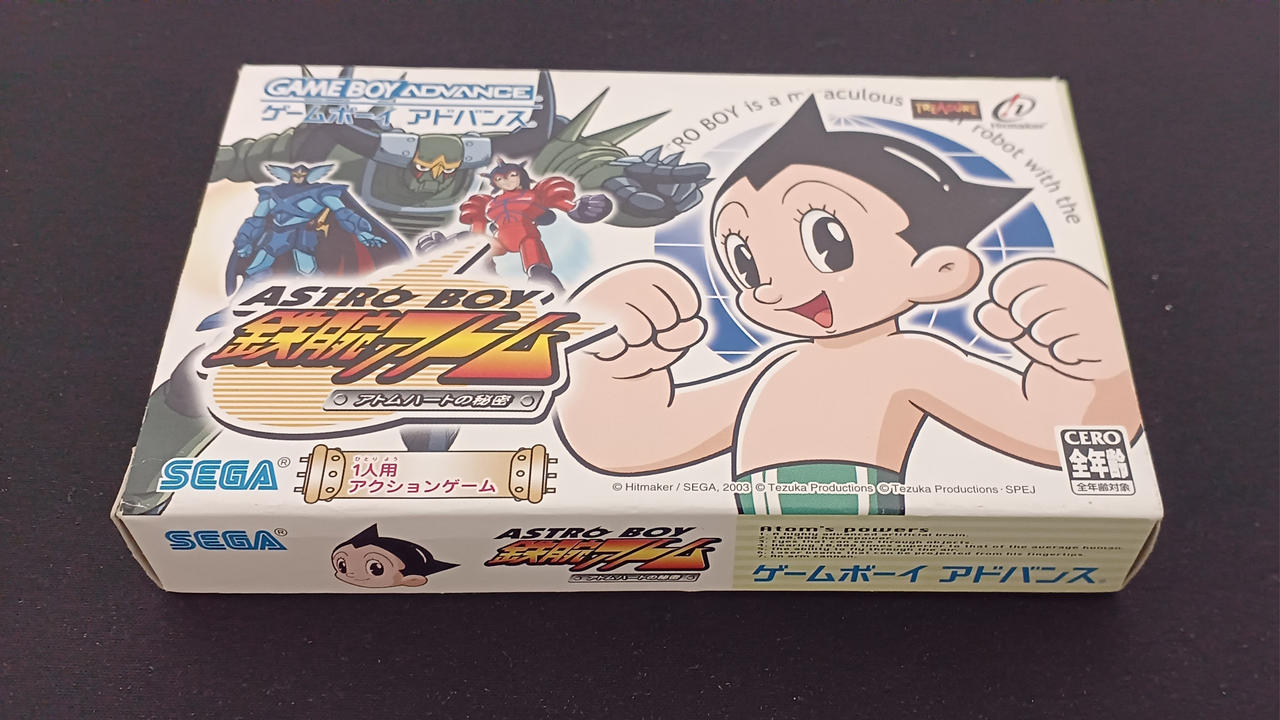 GAME BOY ADVANCE
ゲームボーイ アドバンス
RO BOY is a m raculous
robot with the
TREASURE
Hitmaker
ASTRO BOY
鉄腕アトム
アトムハートの秘密
SEGA®
ひとりよう
1人用
アクションゲーム
© Hitmaker / SEGA, 2003 © Tezuka Productions © Tezuka Productions · SPEJ
CERO
全年齢
全年齢対象
SEGA®
ASTRO BOY
鉄腕アトム
アトムハートの秘密
Atom's powers
ゲームボーイ アドバンス